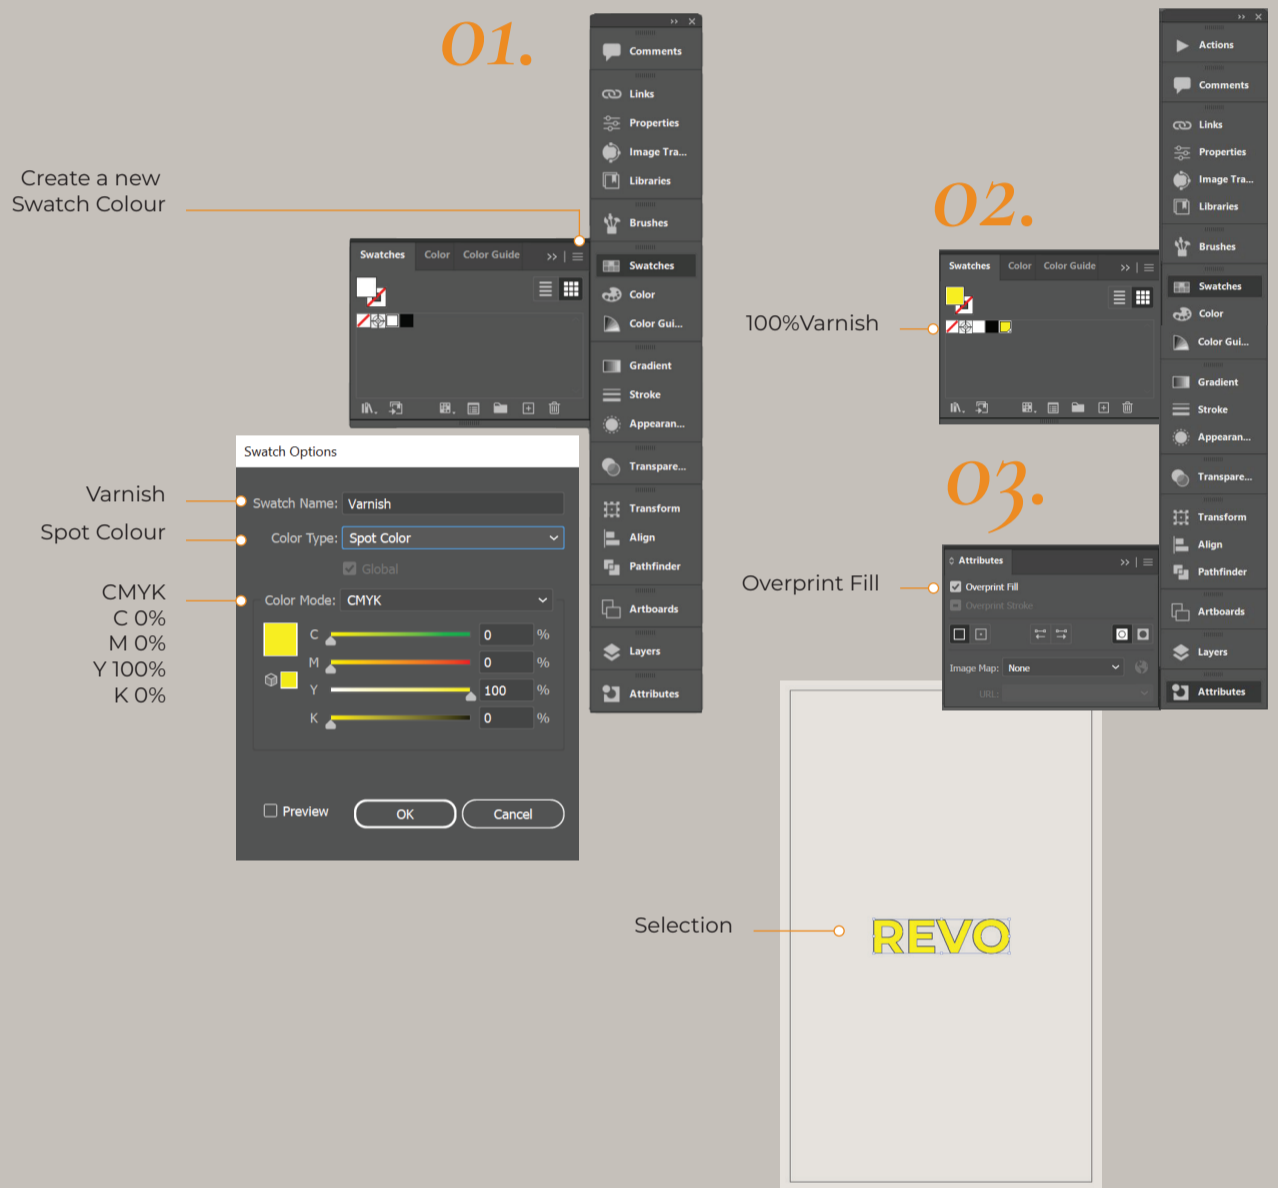 01.
Create a new
Swatch Colour
Swatches Color Color Guide
Comments
Links
Properties
Image Tra...
Libraries
Brushes
Swatches
Color
Color Gui...
Gradient
Stroke
Appearan...
Transpare...
Transform
Align
Pathfinder
Artboards
Layers
Attributes
Swatch Options
Varnish
Swatch Name: Varnish
Spot Colour
Color Type: Spot Color
Global
Color Mode: CMYK
CMYK
C 0%
M 0%
Y 100%
K 0%
C 0 %
M 0 %
Y 100 %
K 0 %
Preview OK Cancel
02.
Swatches Color Color Guide
100%Varnish
Actions
Comments
Links
Properties
Image Tra...
Libraries
Brushes
Swatches
Color
Color Gui...
Gradient
Stroke
Appearan...
Transpare...
Transform
Align
Pathfinder
Artboards
Layers
Attributes
03.
Attributes
Overprint Fill
Overprint Fill
Overprint Stroke
Image Map: None
URL:
Selection
REVO